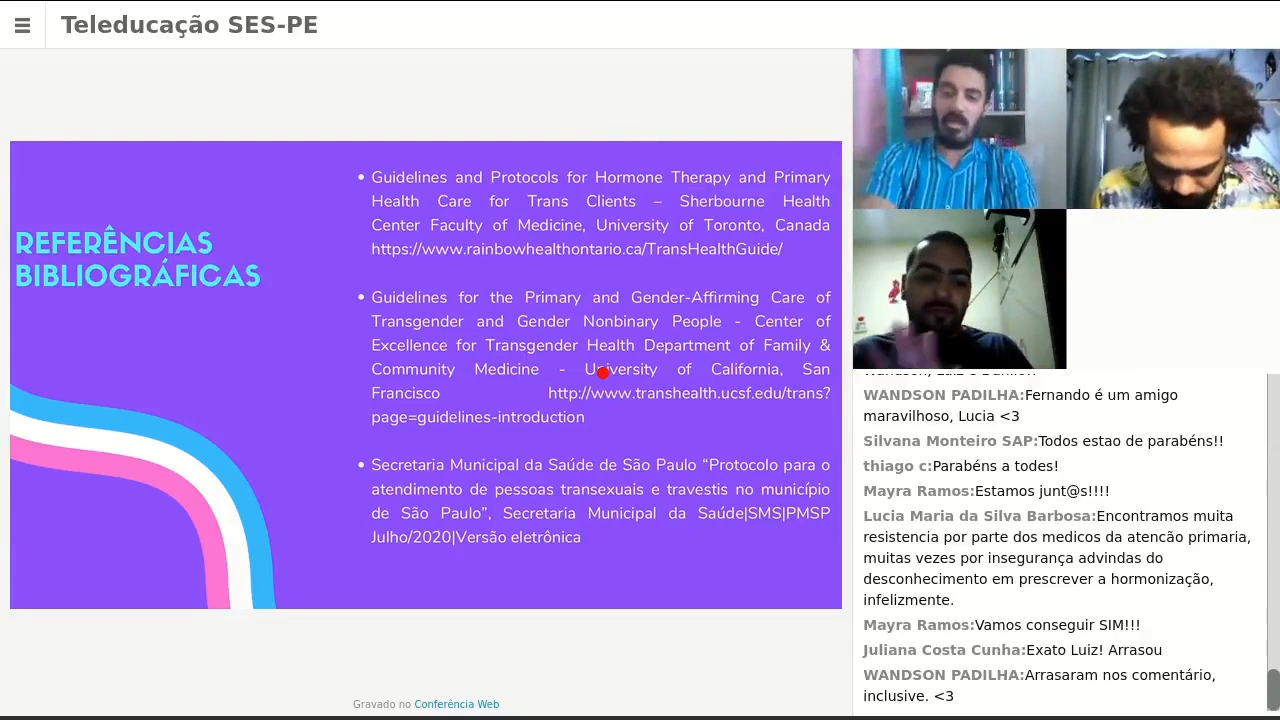 Teleducação SES-PE
REFERÊNCIAS
BIBLIOGRÁFICAS
• Guidelines and Protocols for Hormone Therapy and Primary
Health Care for Trans Clients – Sherbourne Health
Center Faculty of Medicine, University of Toronto, Canada
https://www.rainbowhealthontario.ca/TransHealthGuide/
• Guidelines for the Primary and Gender-Affirming Care of
Transgender and Gender Nonbinary People - Center of
Excellence for Transgender Health Department of Family &
Community Medicine - University of California, San
Francisco http://www.transhealth.ucsf.edu/trans?
page=guidelines-introduction
• Secretaria Municipal da Saúde de São Paulo “Protocolo para o
atendimento de pessoas transexuais e travestis no município
de São Paulo”, Secretaria Municipal da Saúde|SMS|PMSP
Julho/2020|Versão eletrônica
Gravado no Conferência Web
WANDSON PADILHA:Fernando é um amigo
maravilhoso, Lucia <3
Silvana Monteiro SAP:Todos estao de parabéns!!
thiago c:Parabéns a todes!
Mayra Ramos:Estamos junt@s!!!!
Lucia Maria da Silva Barbosa:Encontramos muita
resistencia por parte dos medicos da atencão primaria,
muitas vezes por insegurança advindas do
desconhecimento em prescrever a hormonização,
infelizmente.
Mayra Ramos:Vamos conseguir SIM!!!
Juliana Costa Cunha:Exato Luiz! Arrasou
WANDSON PADILHA:Arrasaram nos comentário,
inclusive. <3